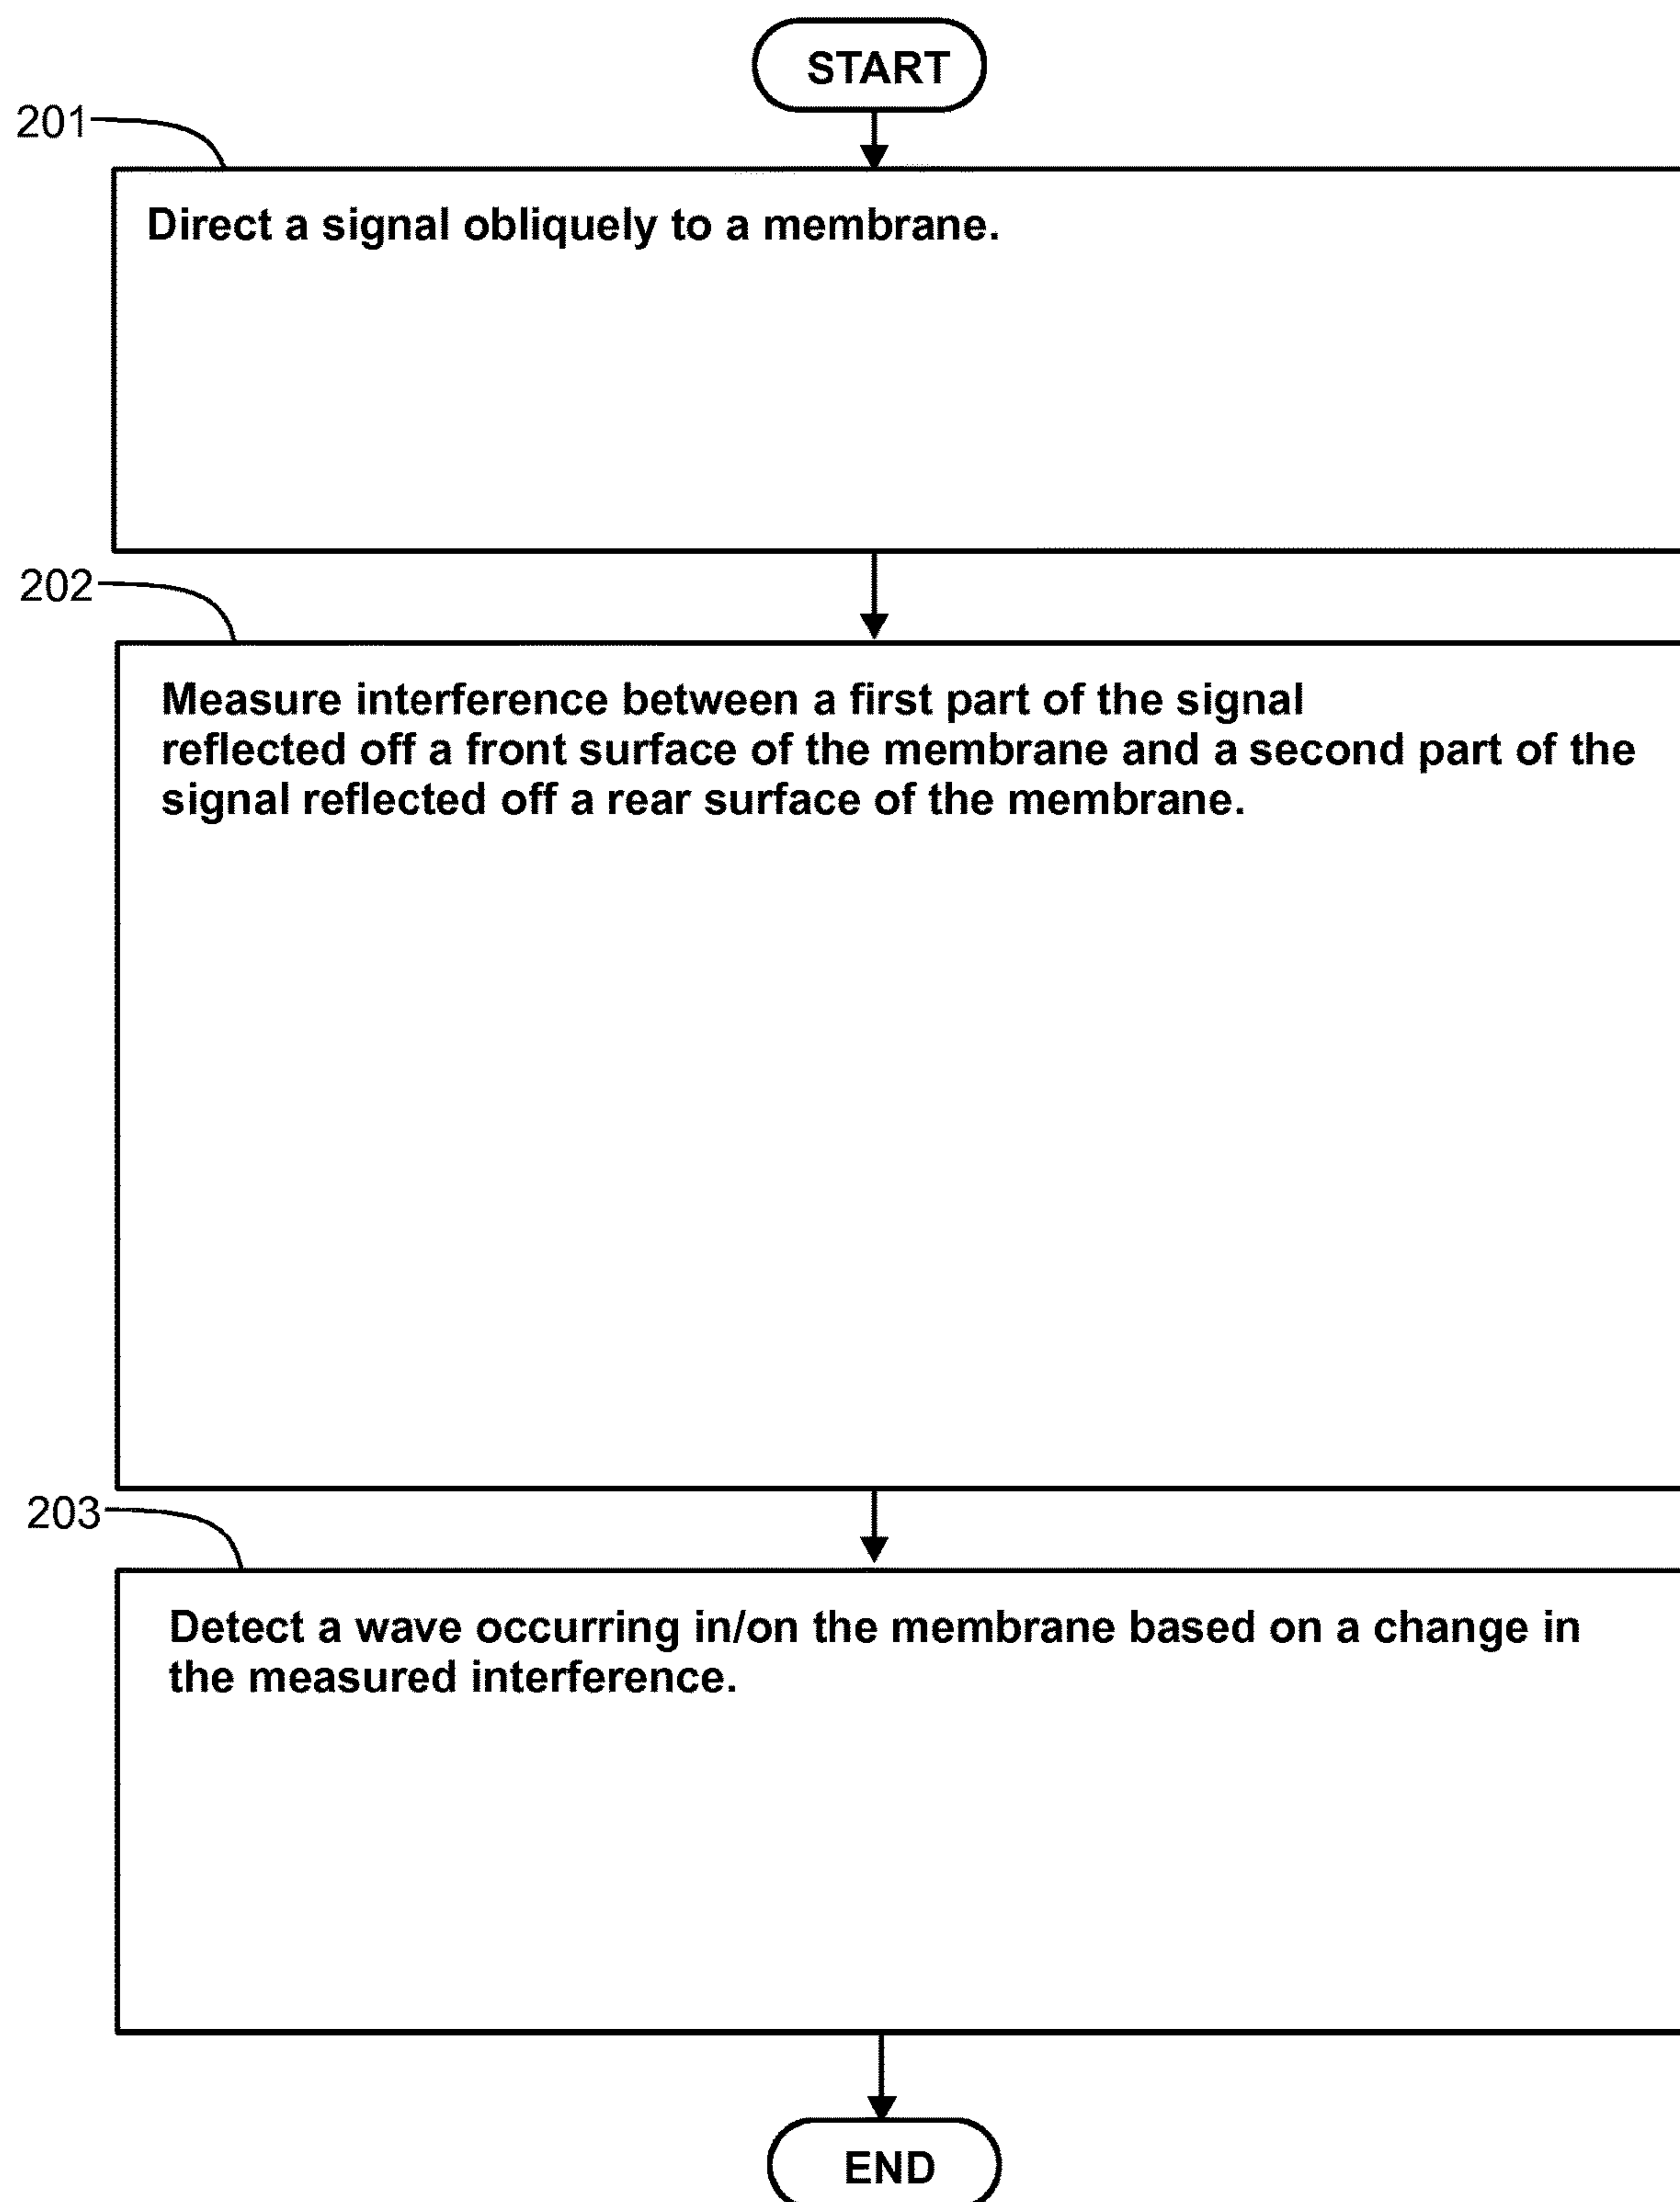 START
201
Direct a signal obliquely to a membrane.
202
Measure interference between a first part of the signal
reflected off a front surface of the membrane and a second part of the
signal reflected off a rear surface of the membrane.
203
Detect a wave occurring in/on the membrane based on a change in
the measured interference.
END